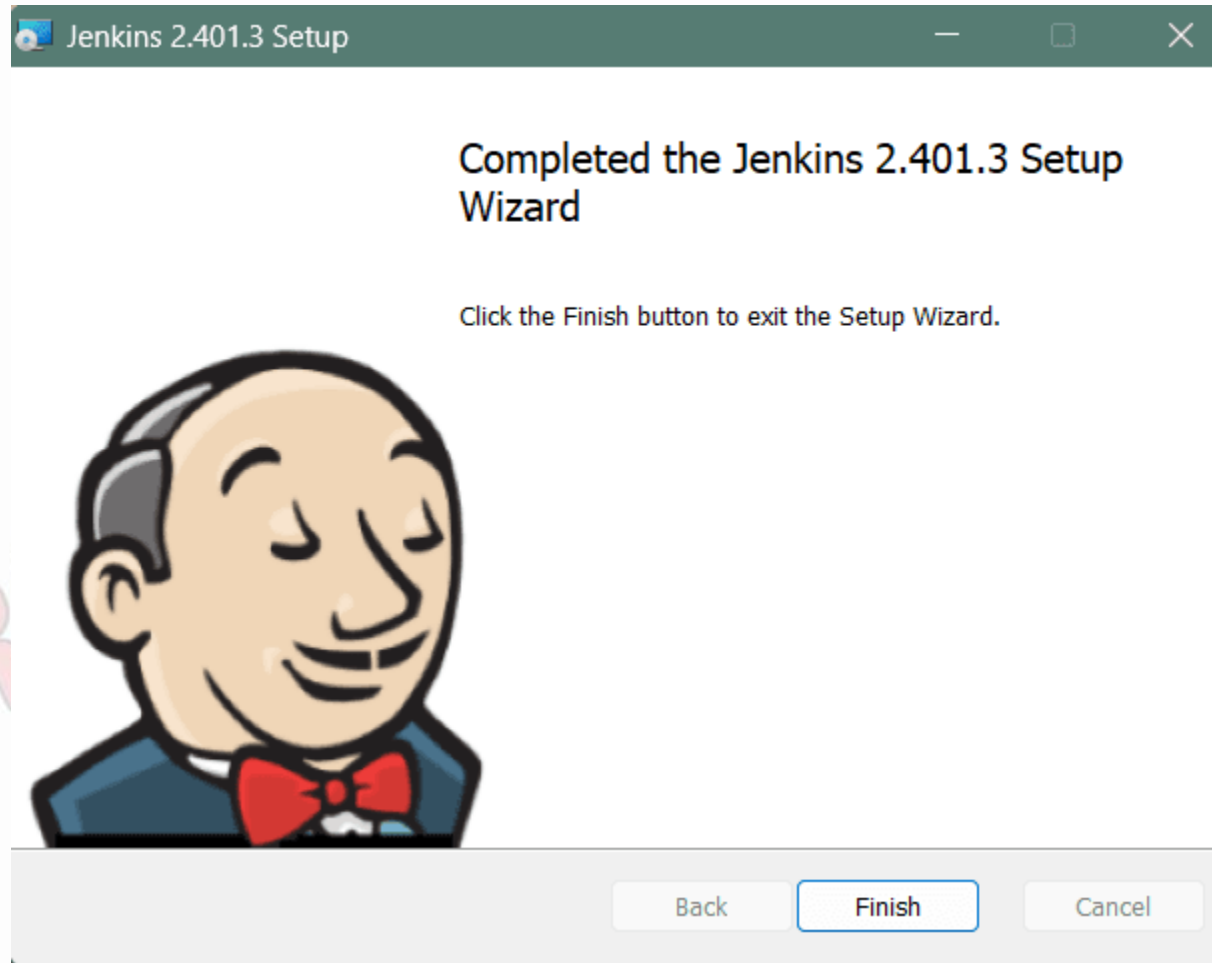 Jenkins 2.401.3 Setup
Completed the Jenkins 2.401.3 Setup
Wizard
Click the Finish button to exit the Setup Wizard.
Back
Finish
Cancel